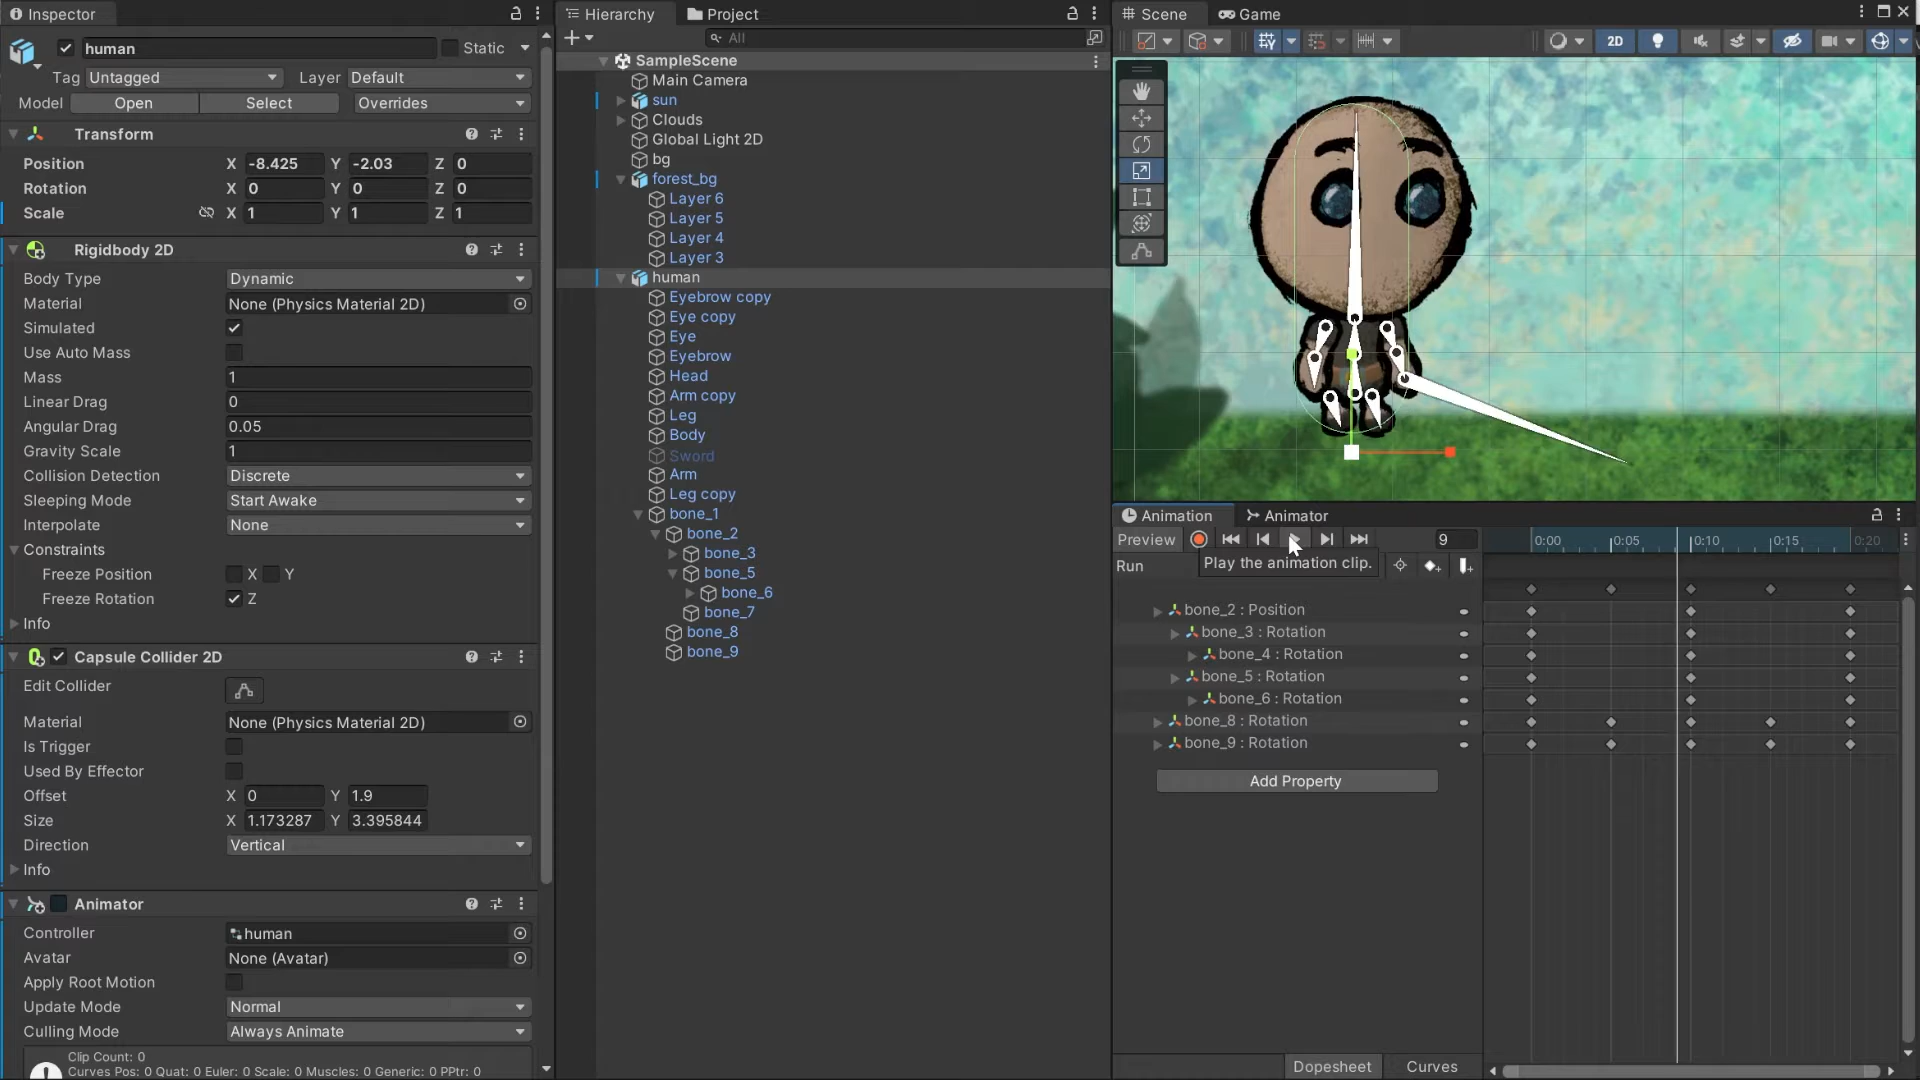 Inspector
human
Static
Tag Untagged Layer Default
Model Open Select Overrides
Transform
Position X -8.425 Y -2.03 Z 0
Rotation X 0 Y 0 Z 0
Scale X 1 Y 1 Z 1
Rigidbody 2D
Body Type Dynamic
Material None (Physics Material 2D)
Simulated
Use Auto Mass
Mass 1
Linear Drag 0
Angular Drag 0.05
Gravity Scale 1
Collision Detection Discrete
Sleeping Mode Start Awake
Interpolate None
Constraints
Freeze Position X Y
Freeze Rotation Z
Info
Capsule Collider 2D
Edit Collider
Material None (Physics Material 2D)
Is Trigger
Used By Effector
Offset X 0 Y 1.9
Size X 1.173287 Y 3.395844
Direction Vertical
Info
Animator
Controller human
Avatar None (Avatar)
Apply Root Motion
Update Mode Normal
Culling Mode Always Animate
Clip Count: 0
Curves Pos: 0 Quat: 0 Euler: 0 Scale: 0 Muscles: 0 Generic: 0 PPtr: 0
Hierarchy Project
All
SampleScene
Main Camera
sun
Clouds
Global Light 2D
bg
forest_bg
Layer 6
Layer 5
Layer 4
Layer 3
human
Eyebrow copy
Eye copy
Eye
Eyebrow
Head
Arm copy
Leg
Body
Sword
Arm
Leg copy
bone_1
bone_2
bone_3
bone_5
bone_6
bone_7
bone_8
bone_9
Scene Game
2D
Animation Animator
Preview 9 0:00 0:05 0:10 0:15 0:20
Play the animation clip.
Run
bone_2 : Position
bone_3 : Rotation
bone_4 : Rotation
bone_5 : Rotation
bone_6 : Rotation
bone_8 : Rotation
bone_9 : Rotation
Add Property
Dopesheet Curves